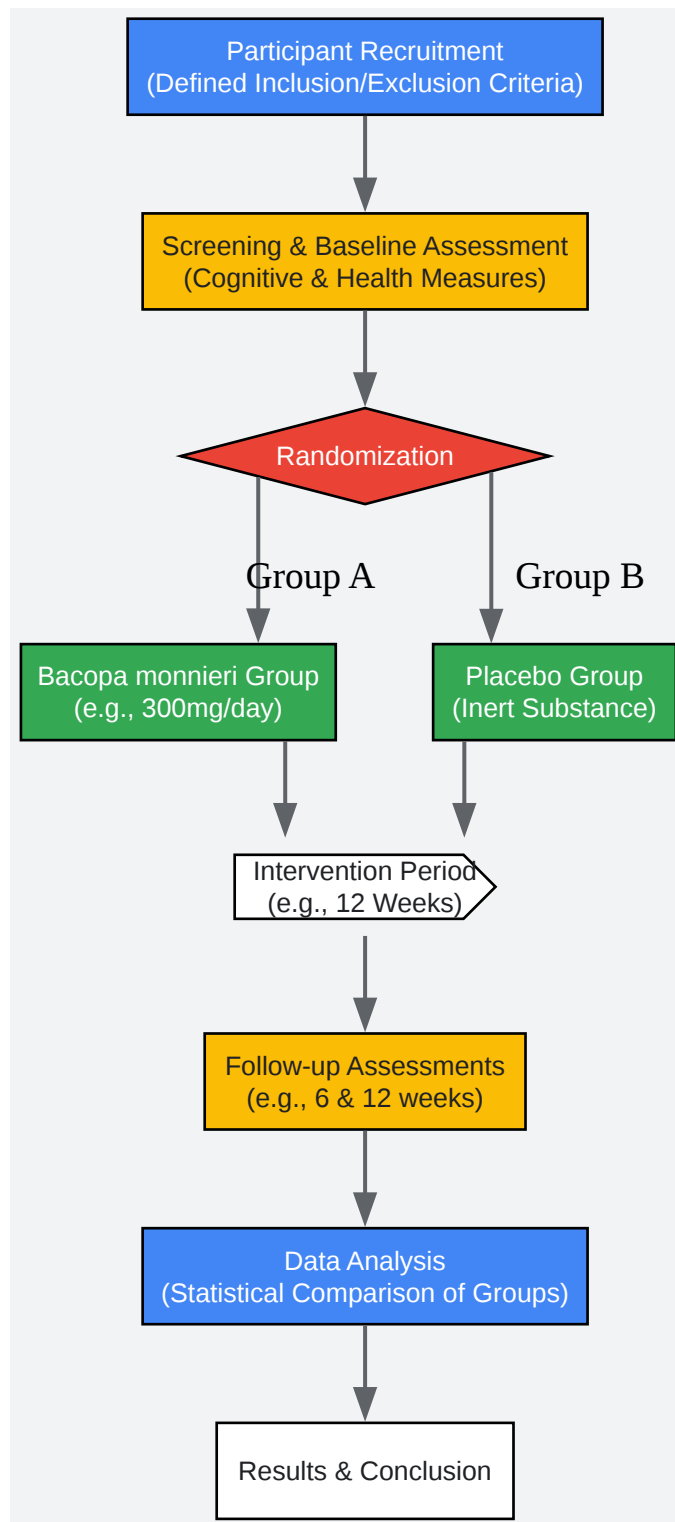 Participant Recruitment
(Defined Inclusion/Exclusion Criteria)
Screening & Baseline Assessment
(Cognitive & Health Measures)
Randomization
Group A
Group B
Bacopa monnieri Group
(e.g., 300mg/day)
Placebo Group
(Inert Substance)
Intervention Period
(e.g., 12 Weeks)
Follow-up Assessments
(e.g., 6 & 12 weeks)
Data Analysis
(Statistical Comparison of Groups)
Results & Conclusion